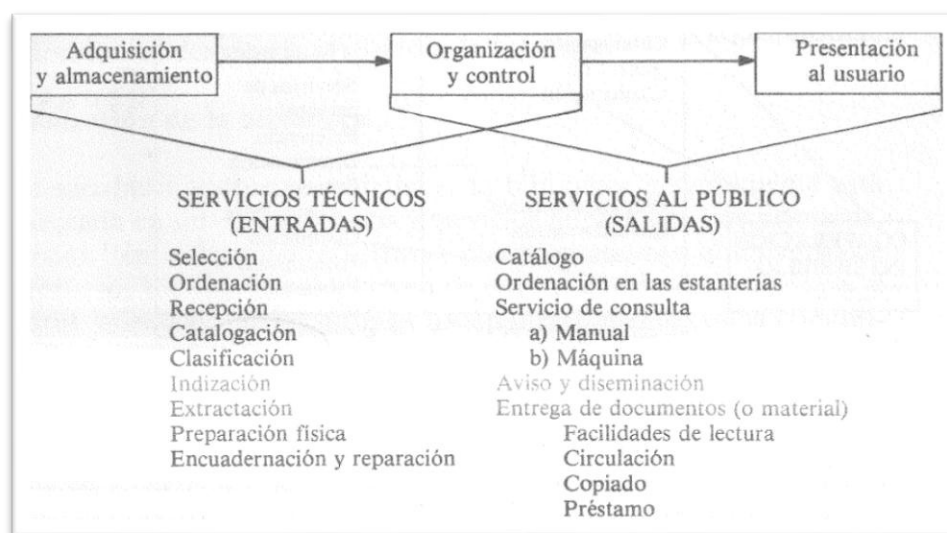 Adquisición
y almacenamiento
Organización
y control
Presentación
al usuario
SERVICIOS TÉCNICOS
(ENTRADAS)
Selección
Ordenación
Recepción
Catalogación
Clasificación
Indización
Extractación
Preparación física
Encuadernación y reparación
SERVICIOS AL PÚBLICO
(SALIDAS)
Catálogo
Ordenación en las estanterías
Servicio de consulta
a) Manual
b) Máquina
Aviso y diseminación
Entrega de documentos (o material)
Facilidades de lectura
Circulación
Copiado
Préstamo